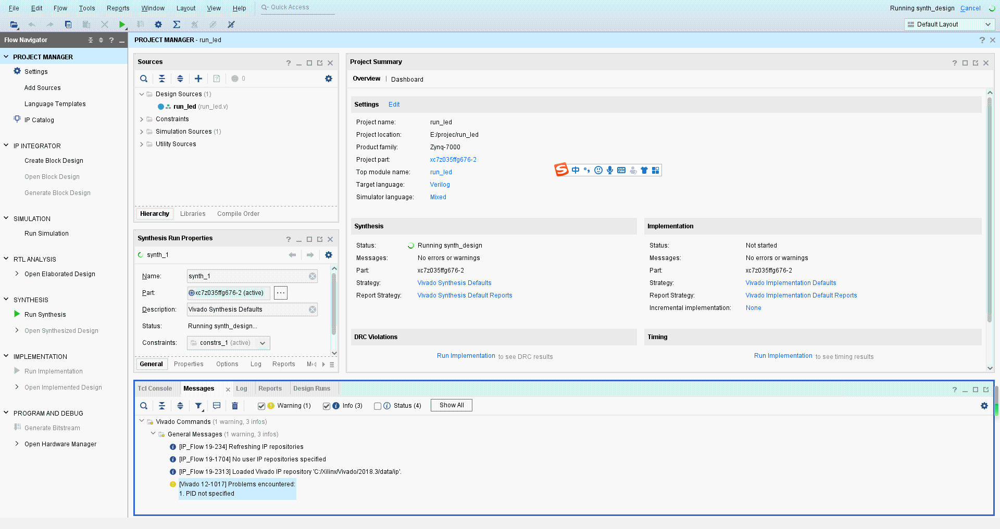 File Edit Flow Tools Reports Window Layout View Help Quick Access
Running synth_design Cancel
Default Layout
Flow Navigator
PROJECT MANAGER
Settings
Add Sources
Language Templates
IP Catalog
IP INTEGRATOR
Create Block Design
Open Block Design
Generate Block Design
SIMULATION
Run Simulation
RTL ANALYSIS
Open Elaborated Design
SYNTHESIS
Run Synthesis
Open Synthesized Design
IMPLEMENTATION
Run Implementation
Open Implemented Design
PROGRAM AND DEBUG
Generate Bitstream
Open Hardware Manager
PROJECT MANAGER - run_led
Sources
0
Design Sources (1)
run_led (run_led.v)
Constraints
Simulation Sources (1)
Utility Sources
Hierarchy Libraries Compile Order
Synthesis Run Properties
synth_1
Name: synth_1
Part: xc7z035ffg676-2 (active)
Description: Vivado Synthesis Defaults
Status: Running synth_design...
Constraints: constrs_1 (active)
General Properties Options Log Reports
Project Summary
Overview | Dashboard
Settings Edit
Project name: run_led
Project location: E:/projec/run_led
Product family: Zynq-7000
Project part: xc7z035ffg676-2
Top module name: run_led
Target language: Verilog
Simulator language: Mixed
S 中
Synthesis
Status: Running synth_design
Messages: No errors or warnings
Part: xc7z035ffg676-2
Strategy: Vivado Synthesis Defaults
Report Strategy: Vivado Synthesis Default Reports
Implementation
Status: Not started
Messages: No errors or warnings
Part: xc7z035ffg676-2
Strategy: Vivado Implementation Defaults
Report Strategy: Vivado Implementation Default Reports
Incremental implementation: None
DRC Violations
Run Implementation to see DRC results
Timing
Run Implementation to see timing results
Tcl Console Messages Log Reports Design Runs
Warning (1) Info (3) Status (4) Show All
Vivado Commands (1 warning, 3 infos)
General Messages (1 warning, 3 infos)
[IP_Flow 19-234] Refreshing IP repositories
[IP_Flow 19-1704] No user IP repositories specified
[IP_Flow 19-2313] Loaded Vivado IP repository 'C:/Xilinx/Vivado/2018.3/data/ip'.
[Vivado 12-1017] Problems encountered:
1. PID not specified